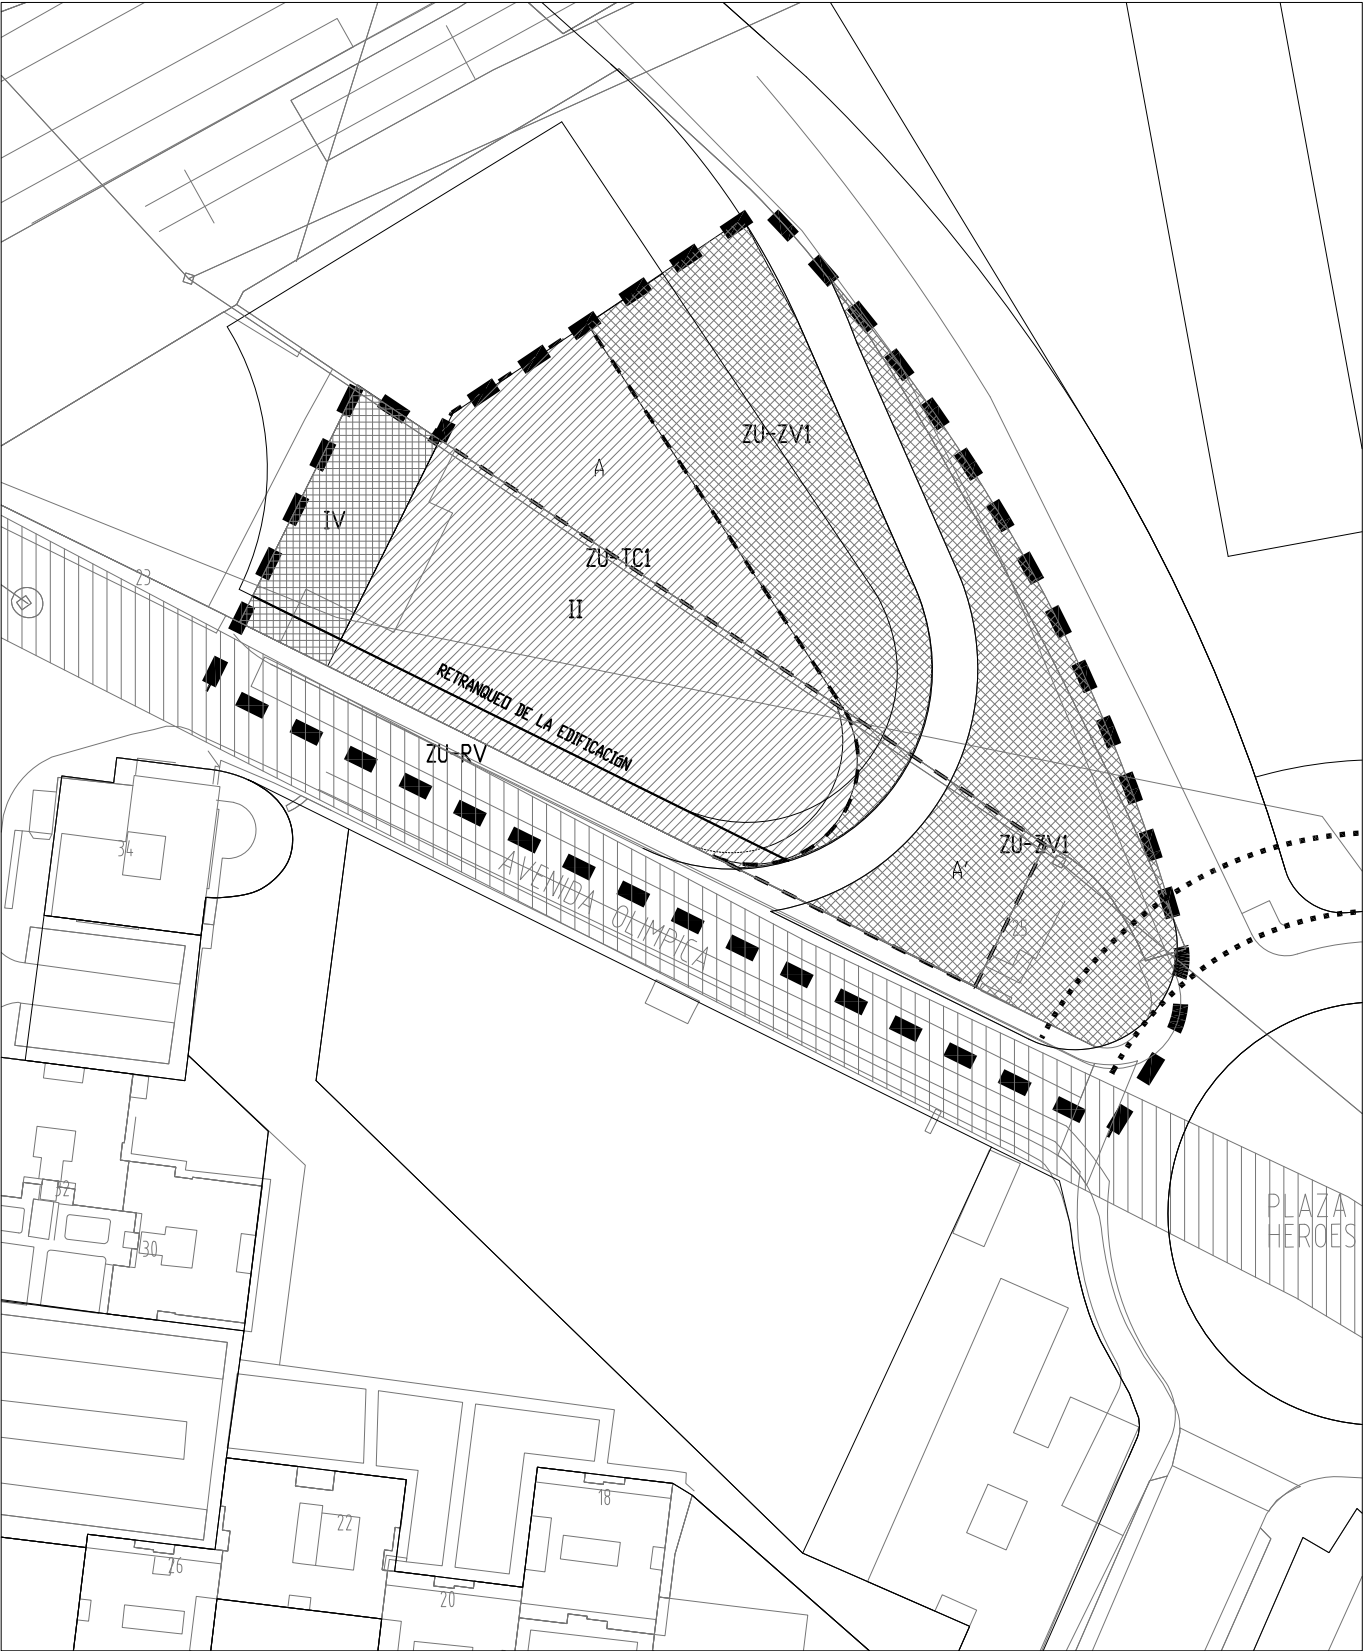 ZU-ZV1
A
IV
ZU-TC1
23
II
RETRANQUEO DE LA EDIFICACIóN
ZU-RV
34
ZU-ZV1
A'
AVENIDA OLIMPICA
25
32
30
PLAZA
HEROES
18
22
26
20